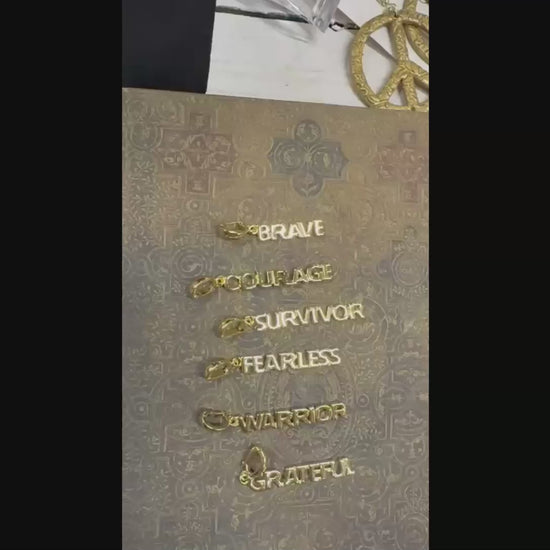 BRAVE
COURAGE
SURVIVOR
FEARLESS
WARRIOR
GRATEFUL